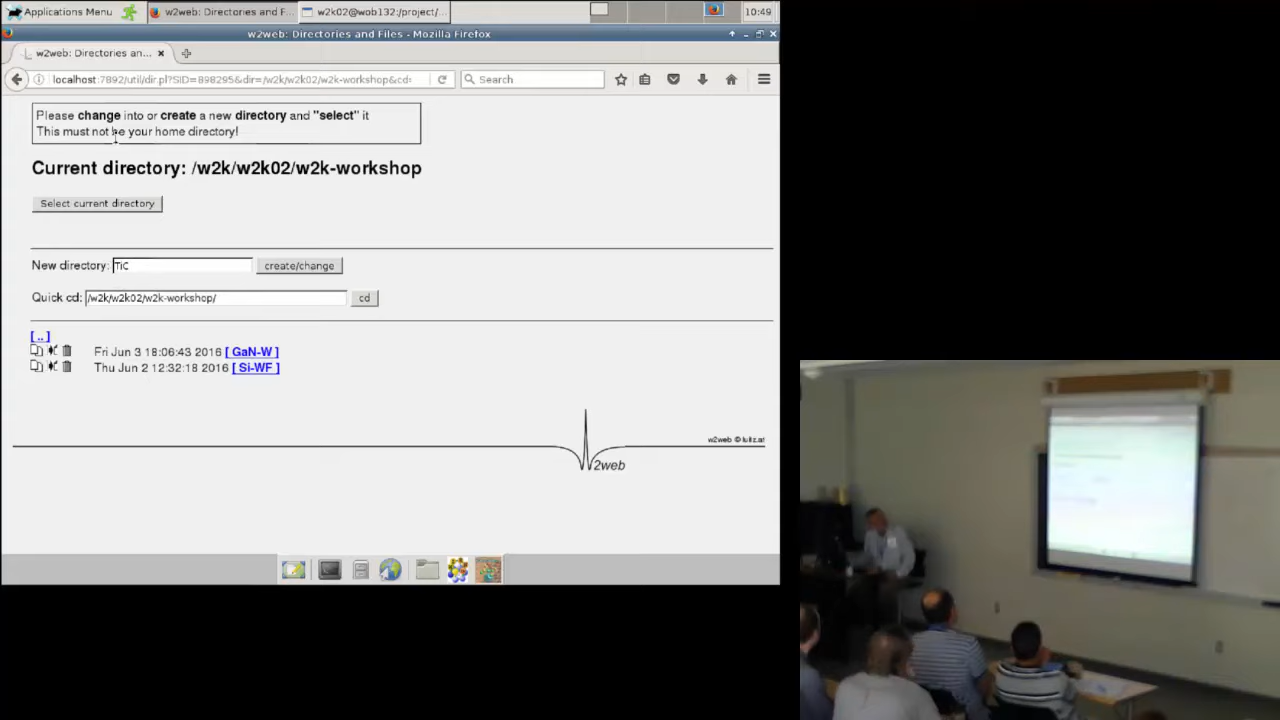 Applications Menu
w2web: Directories and F...
w2k02@wob132:/project/...
10:49
w2web: Directories and Files - Mozilla Firefox
w2web: Directories an...
localhost:7892/util/dir.pl?SID=898295&dir=/w2k/w2k02/w2k-workshop&cd=
Search
Please change into or create a new directory and "select" it
This must not be your home directory!
Current directory: /w2k/w2k02/w2k-workshop
Select current directory
New directory: TiC create/change
Quick cd: /w2k/w2k02/w2k-workshop/ cd
[ .. ]
Fri Jun 3 18:06:43 2016 [ GaN-W ]
Thu Jun 2 12:32:18 2016 [ Si-WF ]
w2web © luitz.at
2web